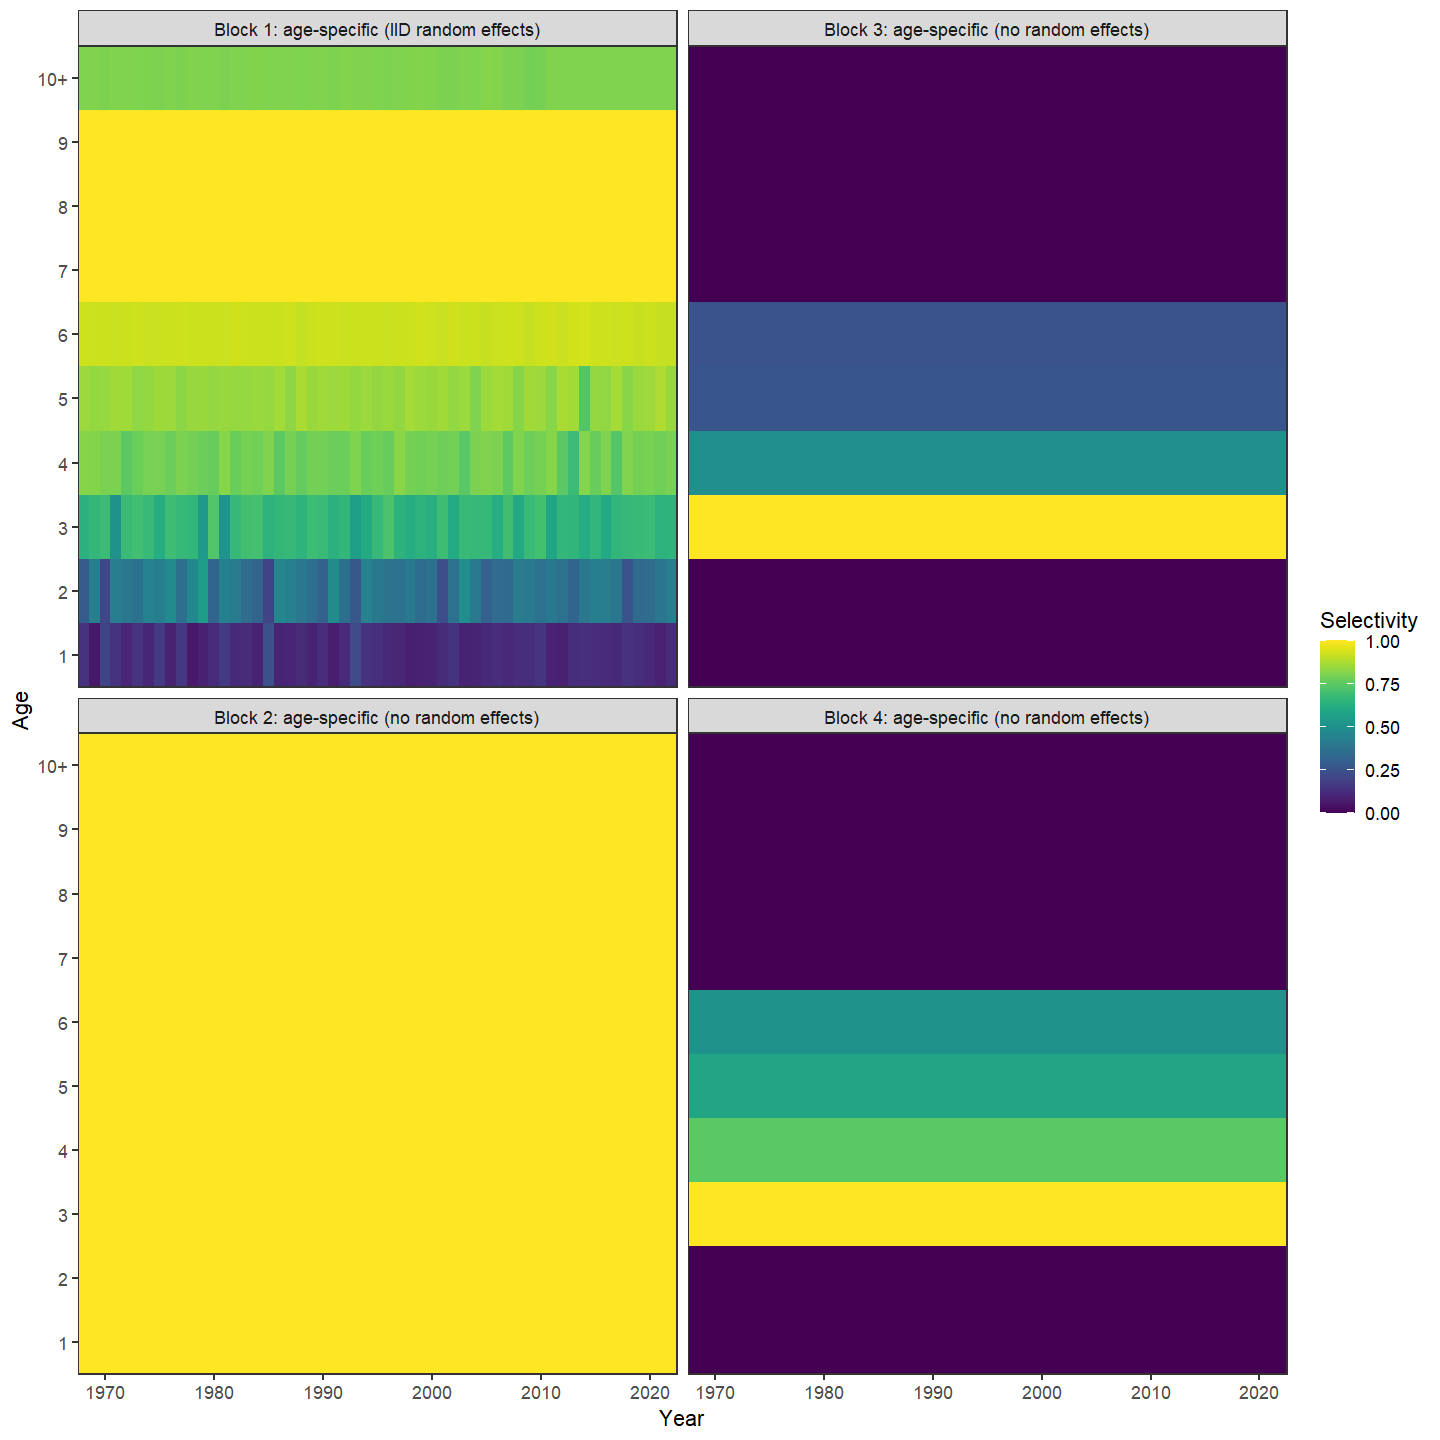 Block 1: age-specific (IID random effects)
Block 3: age-specific (no random effects)
10+
9
8
7
6
5
4
3
2
1
Age
Block 2: age-specific (no random effects)
Block 4: age-specific (no random effects)
10+
9
8
7
6
5
4
3
2
1
1970 1980 1990 2000 2010 2020
1970 1980 1990 2000 2010 2020
Year
Selectivity
1.00
0.75
0.50
0.25
0.00